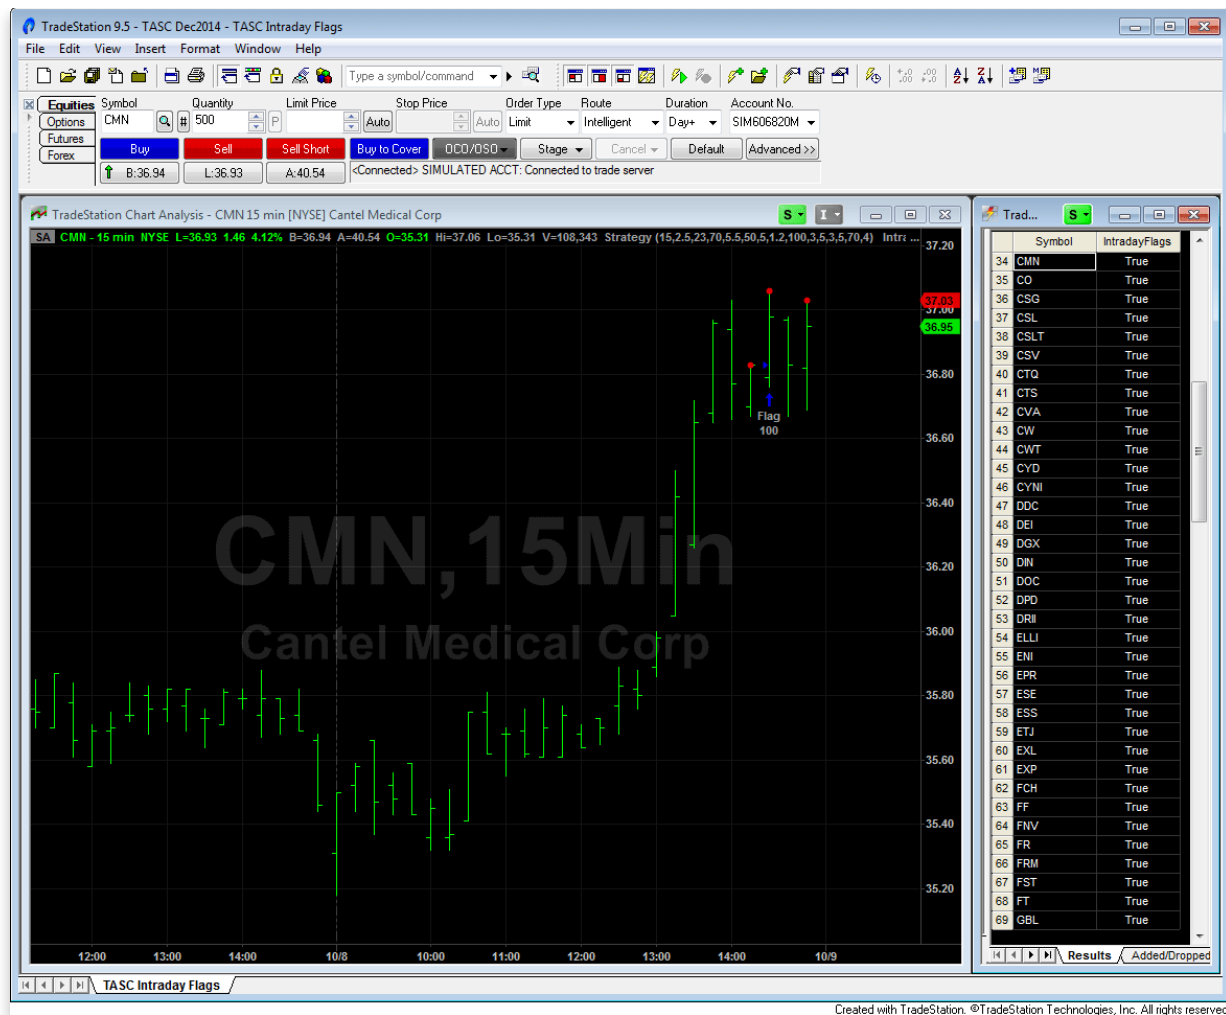 TradeStation 9.5 - TASC Dec2014 - TASC Intraday Flags
File Edit View Insert Format Window Help
Type a symbol/command
Equities
Options
Futures
Forex
Symbol Quantity Limit Price Stop Price Order Type Route Duration Account No.
CMN # 500 P Auto Auto Limit Intelligent Day+ SIM606820M
Buy Sell Sell Short Buy to Cover OCO/OSO Stage Cancel Default Advanced >>
B:36.94 L:36.93 A:40.54 <Connected> SIMULATED ACCT: Connected to trade server
TradeStation Chart Analysis - CMN 15 min [NYSE] Cantel Medical Corp S I
SA CMN - 15 min NYSE L=36.93 1.46 4.12% B=36.94 A=40.54 O=35.31 Hi=37.06 Lo=35.31 V=108,343 Strategy (15,2.5,23,70,5.5,50,5,1.2,100,3,5,3,5,70,4) Intra ...
37.20
37.03
37.00
36.95
36.80
36.60
36.40
36.20
36.00
35.80
35.60
35.40
35.20
Flag
100
CMN,15Min
Cantel Medical Corp
12:00 13:00 14:00 10/8 10:00 11:00 12:00 13:00 14:00 10/9
Trad... S
Symbol IntradayFlags
34 CMN True
35 CO True
36 CSG True
37 CSL True
38 CSLT True
39 CSV True
40 CTQ True
41 CTS True
42 CVA True
43 CW True
44 CWT True
45 CYD True
46 CYNI True
47 DDC True
48 DEI True
49 DGX True
50 DIN True
51 DOC True
52 DPD True
53 DRII True
54 ELLI True
55 ENI True
56 EPR True
57 ESE True
58 ESS True
59 ETJ True
60 EXL True
61 EXP True
62 FCH True
63 FF True
64 FNV True
65 FR True
66 FRM True
67 FST True
68 FT True
69 GBL True
Results Added/Dropped
TASC Intraday Flags
Created with TradeStation. ©TradeStation Technologies, Inc. All rights reserved